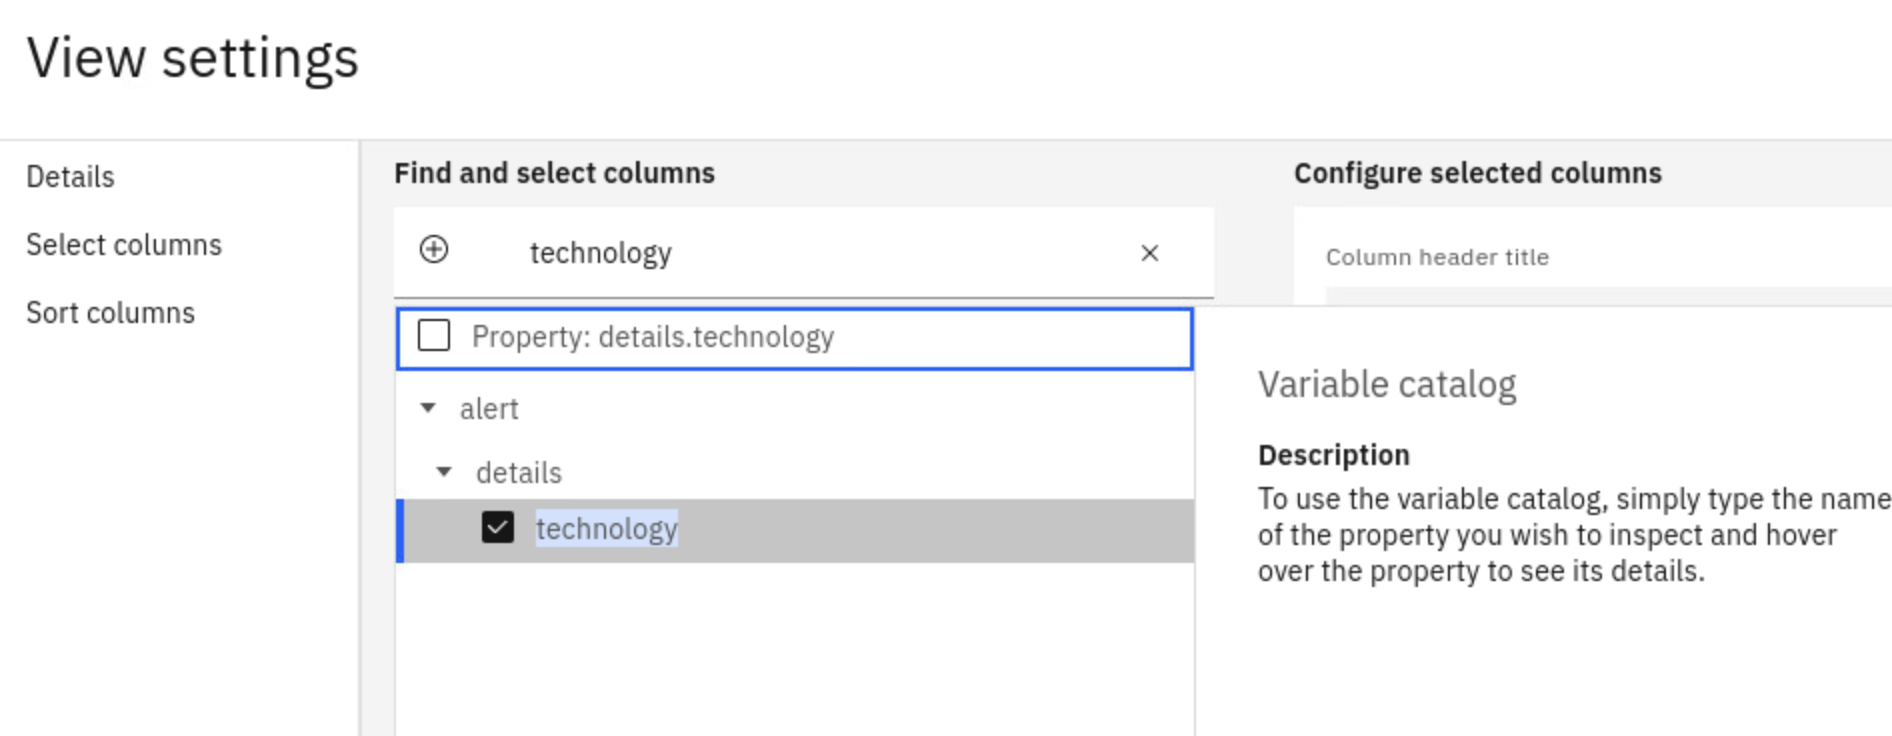 View settings
Details
Select columns
Sort columns
Find and select columns
technology
Property: details.technology
alert
details
technology
Configure selected columns
Column header title
Variable catalog
Description
To use the variable catalog, simply type the name
of the property you wish to inspect and hover
over the property to see its details.